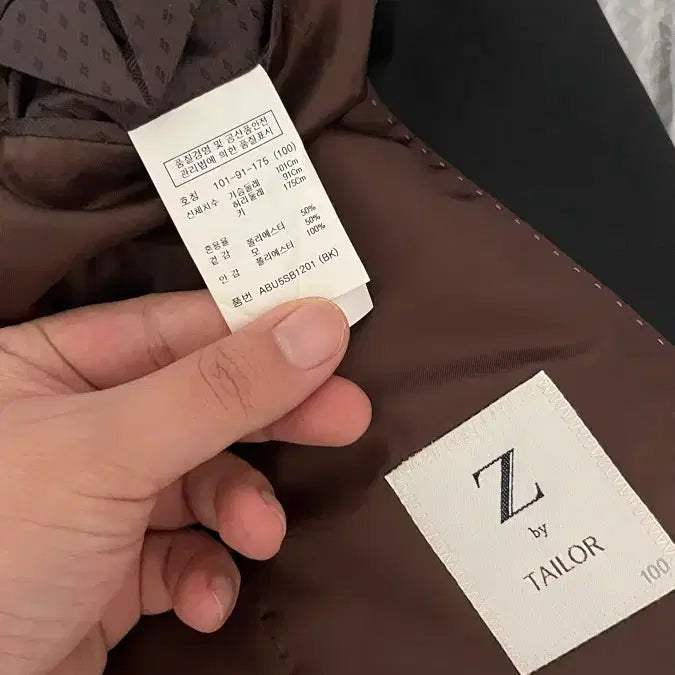 품질경영 및 공산품안전
관리법에 의한 품질표시
호칭 101-91-175 (100)
신체치수 가슴둘레 101Cm
허리둘레 91Cm
키 175Cm
혼용율
겉감 폴리에스터 50%
모 50%
안감 폴리에스터 100%
품번 ABU5SB1201 (BK)
Z
by
TAILOR
100